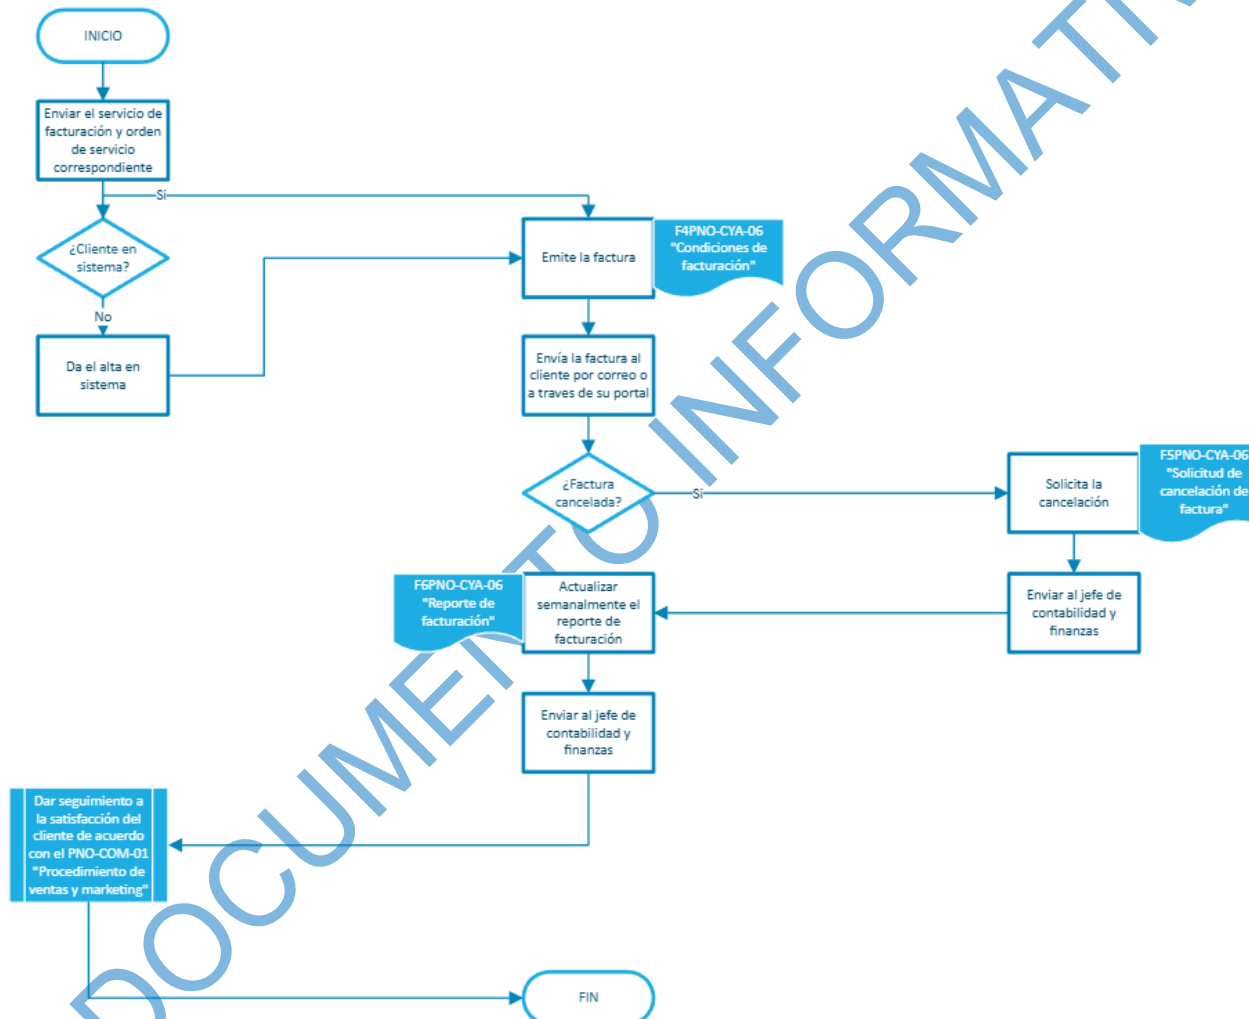 INICIO
Enviar el servicio de
facturación y orden
de servicio
correspondiente
Si
¿Cliente en
sistema?
No
Da el alta en
sistema
Emite la factura
F4PNO-CYA-06
"Condiciones de
facturación"
Envía la factura al
cliente por correo o
a traves de su portal
¿Factura
cancelada?
Si
Solicita la
cancelación
F5PNO-CYA-06
"Solicitud de
cancelación de
factura"
Enviar al jefe de
contabilidad y
finanzas
F6PNO-CYA-06
"Reporte de
facturación"
Actualizar
semanalmente el
reporte de
facturación
Enviar al jefe de
contabilidad y
finanzas
Dar seguimiento a
la satisfacción del
cliente de acuerdo
con el PNO-COM-01
"Procedimiento de
ventas y marketing"
FIN
DOCUMENTO INFORMATIV